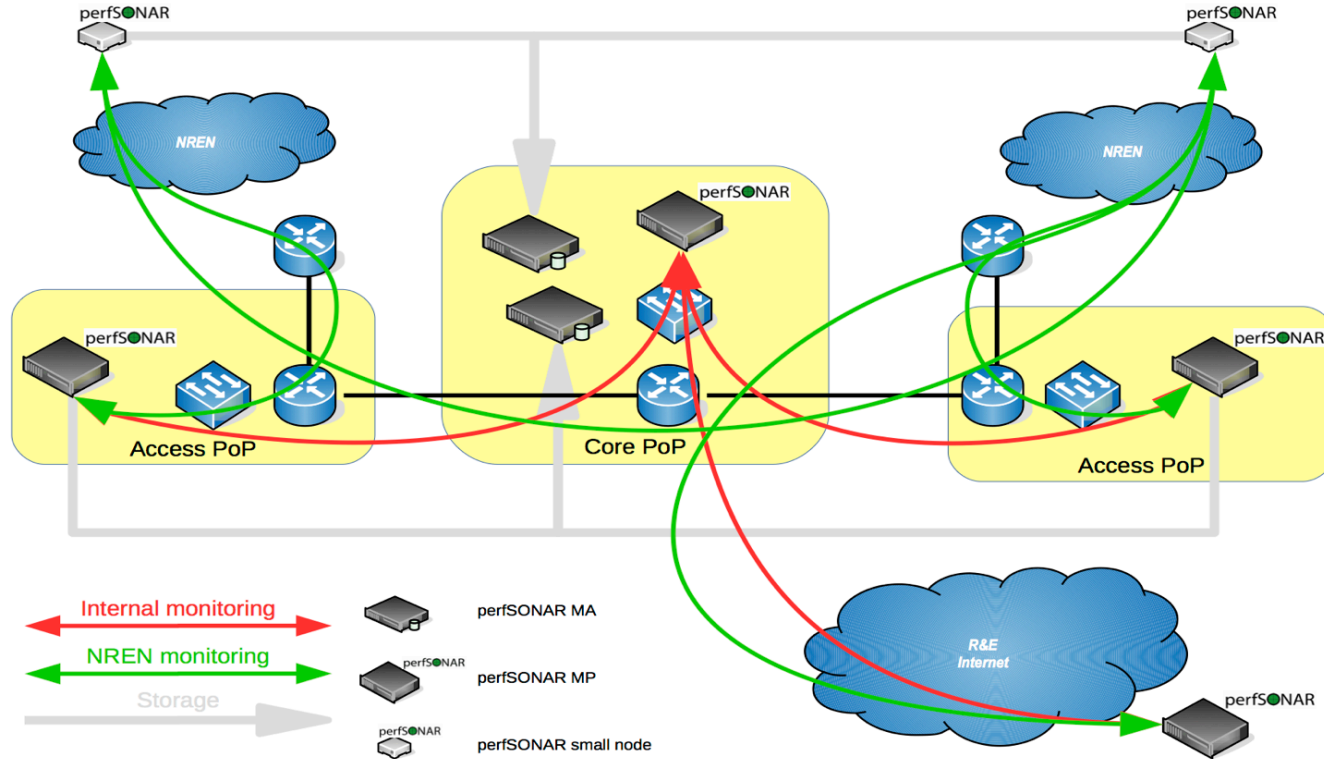 perfSONAR
perfSONAR
NREN
NREN
perfSONAR
perfSONAR
perfSONAR
Access PoP
Core PoP
Access PoP
Internal monitoring
perfSONAR MA
NREN monitoring
perfSONAR
perfSONAR MP
Storage
perfSONAR
perfSONAR small node
R&E
Internet
perfSONAR